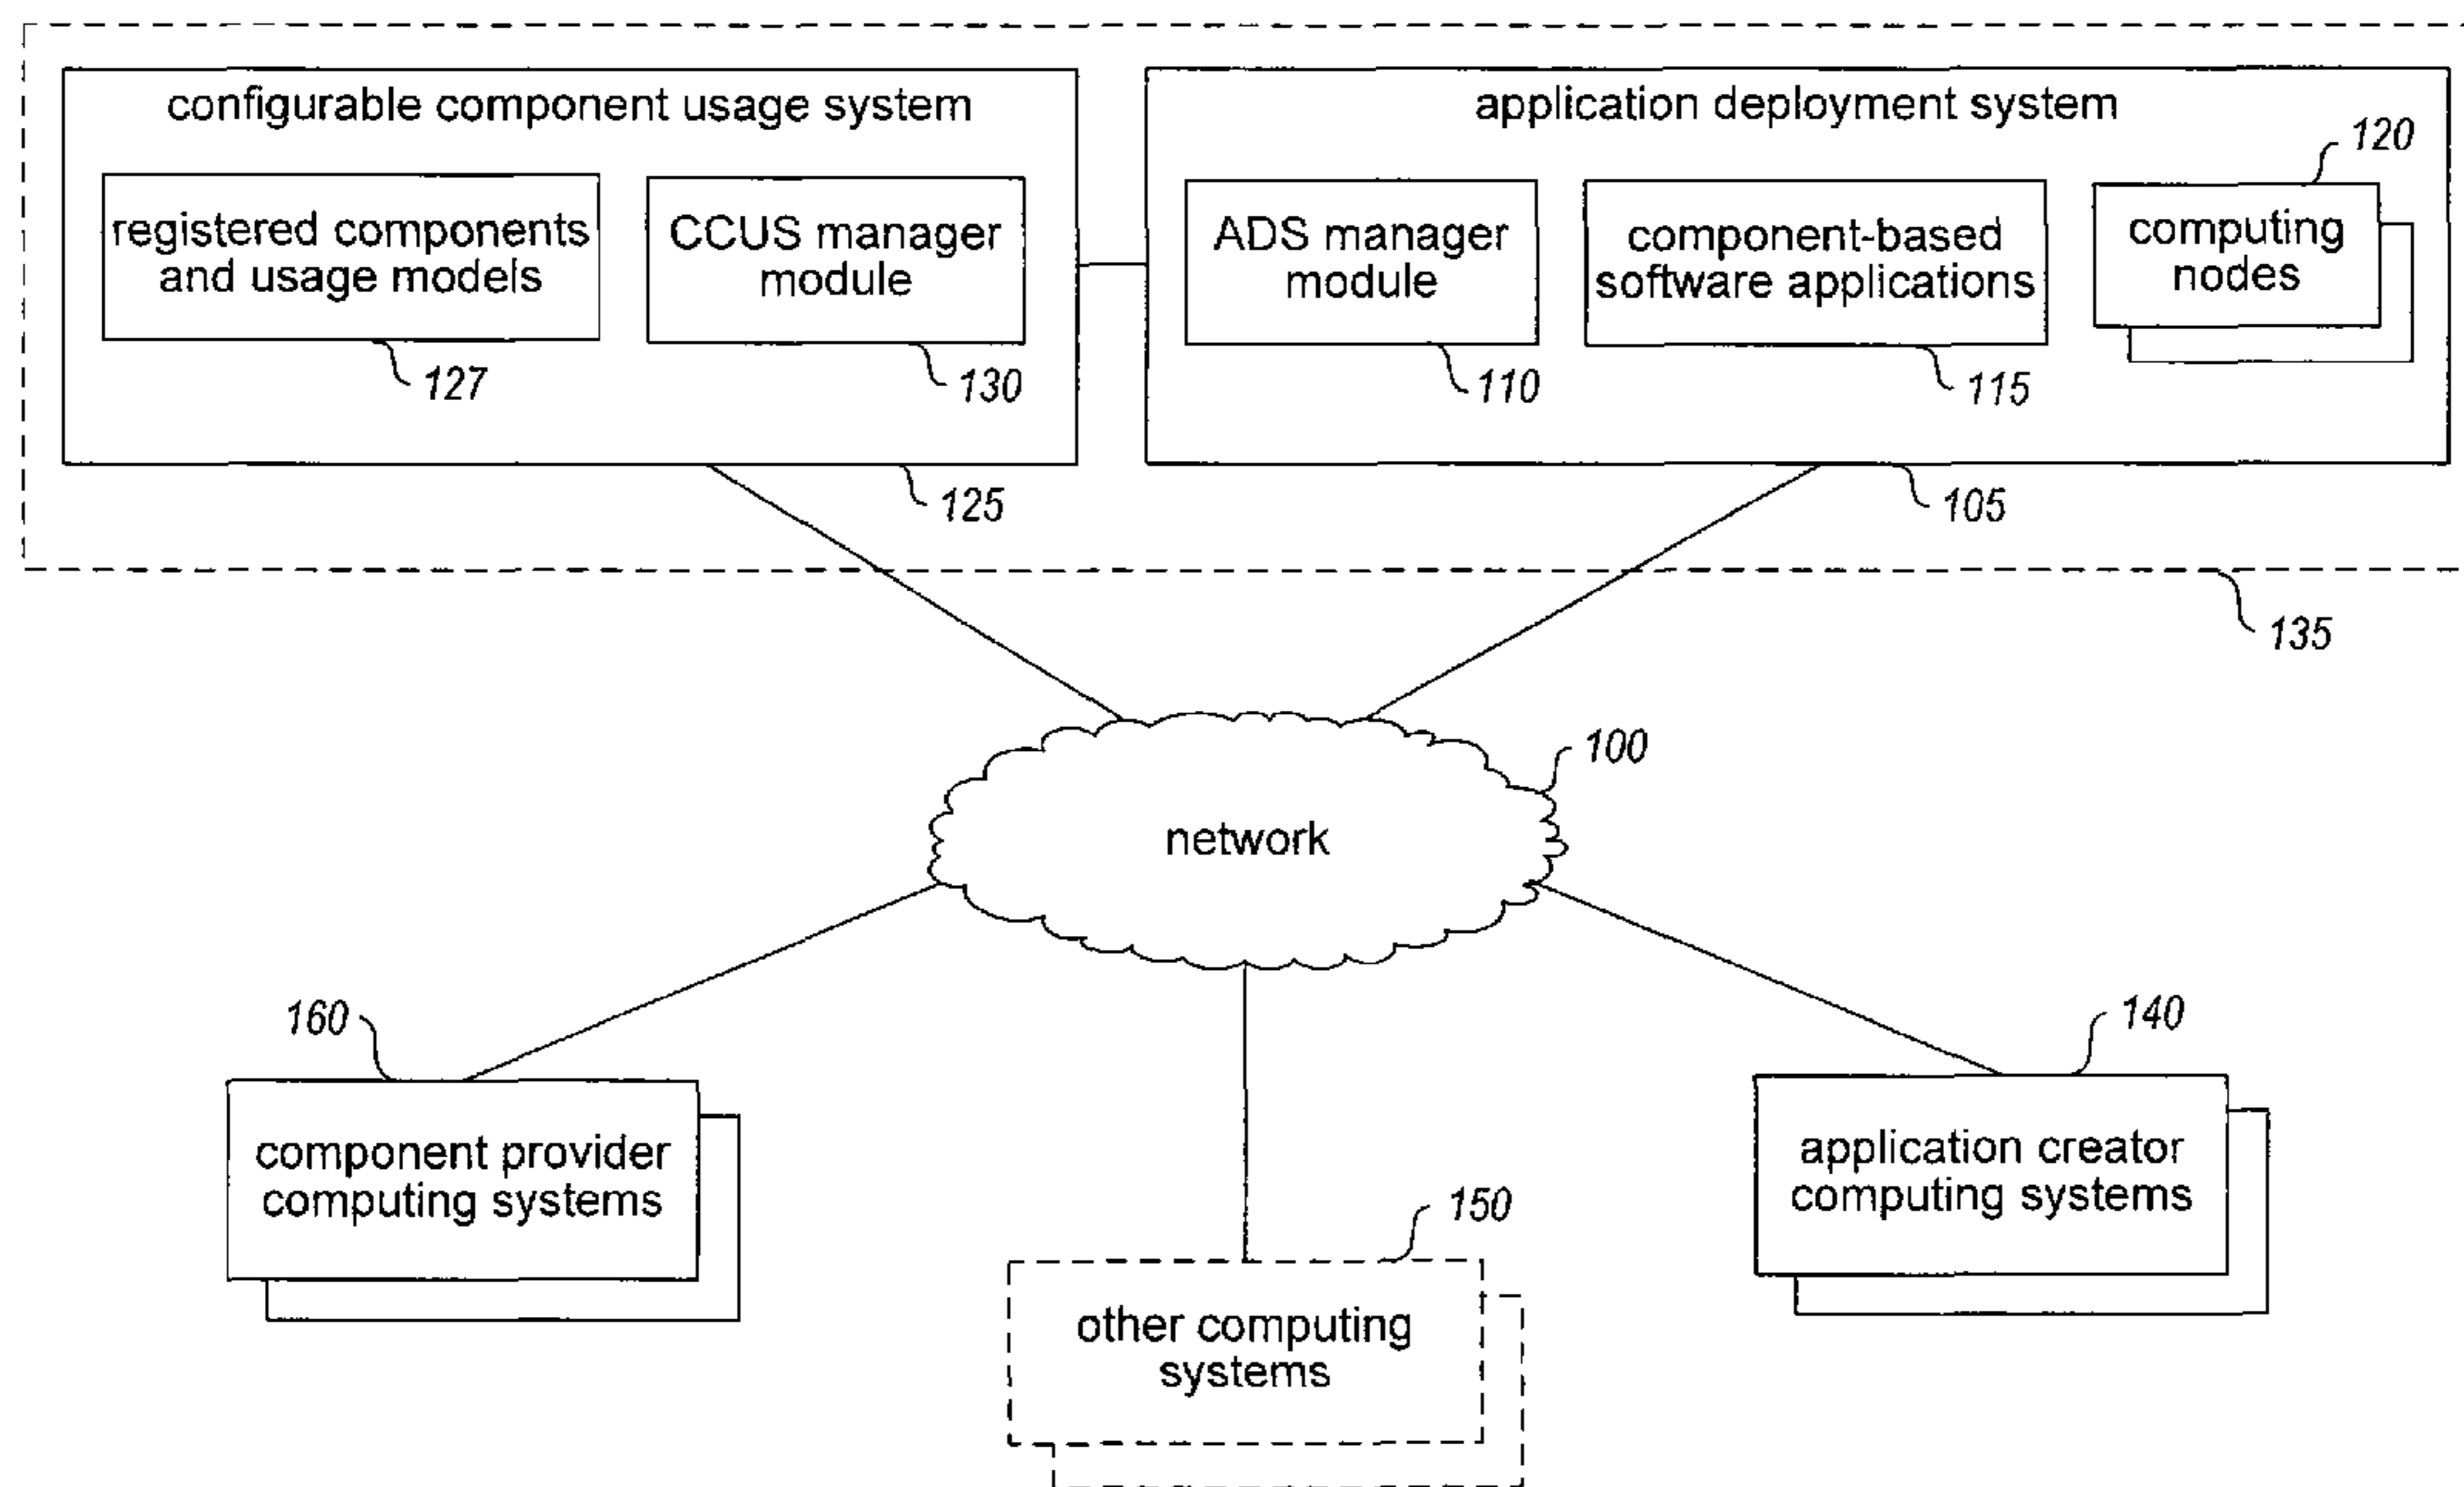 configurable component usage system
application deployment system
120
registered components
and usage models
CCUS manager
module
ADS manager
module
component-based
software applications
computing
nodes
127
130
110
115
125
105
135
100
network
160
140
component provider
computing systems
application creator
computing systems
150
other computing
systems